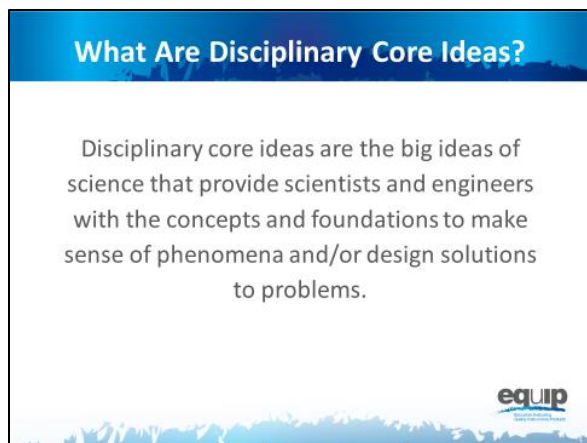 What Are Disciplinary Core Ideas?
Disciplinary core ideas are the big ideas of
science that provide scientists and engineers
with the concepts and foundations to make
sense of phenomena and/or design solutions
to problems.
equip